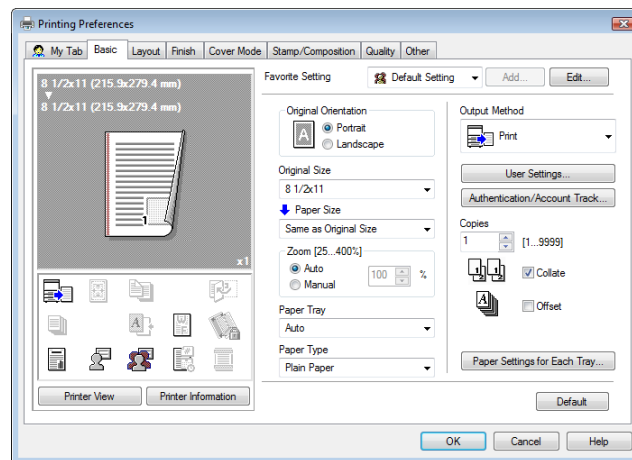 Printing Preferences
My Tab Basic Layout Finish Cover Mode Stamp/Composition Quality Other
8 1/2x11 (215.9x279.4 mm)
8 1/2x11 (215.9x279.4 mm)
1
x1
Printer View Printer Information
Favorite Setting Default Setting Add... Edit...
Original Orientation
A Portrait
Landscape
Original Size
8 1/2x11
Paper Size
Same as Original Size
Zoom [25...400%]
Auto
Manual 100 %
Paper Tray
Auto
Paper Type
Plain Paper
Output Method
Print
User Settings...
Authentication/Account Track...
Copies
1 [1...9999]
Collate
Offset
Paper Settings for Each Tray...
Default
OK Cancel Help